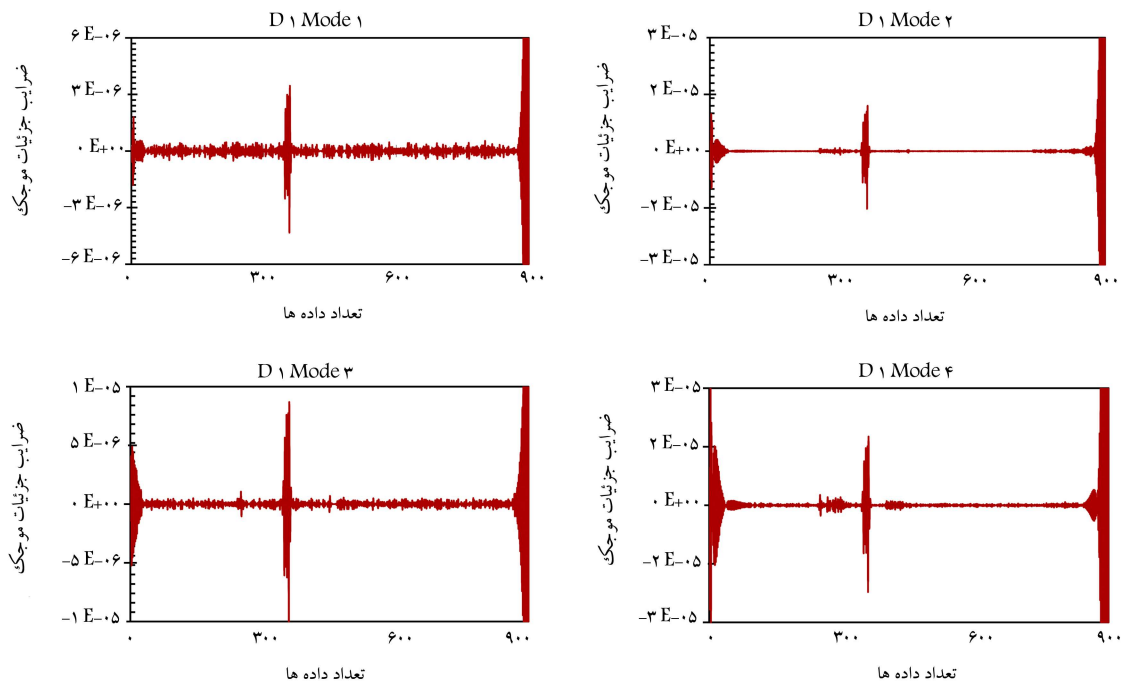 D ۱ Mode ۱
ضرایب جزئیات موجک
۶ E−۰۶
۳ E−۰۶
۰ E+۰۰
−۳ E−۰۶
−۶ E−۰۶
۰ ۳۰۰ ۶۰۰ ۹۰۰
تعداد داده ها
D ۱ Mode ۲
ضرایب جزئیات موجک
۳ E−۰۵
۲ E−۰۵
۰ E+۰۰
−۲ E−۰۵
−۳ E−۰۵
۰ ۳۰۰ ۶۰۰ ۹۰۰
تعداد داده ها
D ۱ Mode ۳
ضرایب جزئیات موجک
۱ E−۰۵
۵ E−۰۶
۰ E+۰۰
−۵ E−۰۶
−۱ E−۰۵
۰ ۳۰۰ ۶۰۰ ۹۰۰
تعداد داده ها
D ۱ Mode ۴
ضرایب جزئیات موجک
۳ E−۰۵
۲ E−۰۵
۰ E+۰۰
−۲ E−۰۵
−۳ E−۰۵
۰ ۳۰۰ ۶۰۰ ۹۰۰
تعداد داده ها